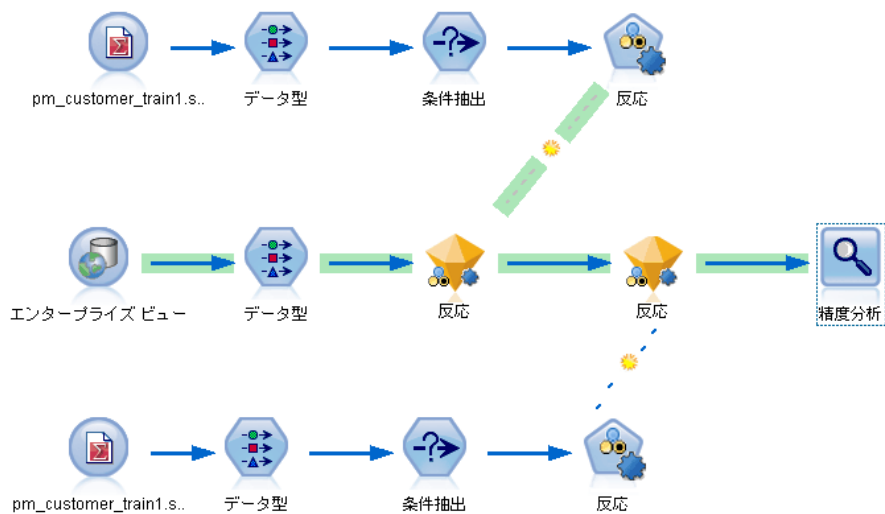 pm_customer_train1.s..
データ型
条件抽出
反応
エンタープライズ ビュー
データ型
反応
反応
精度分析
pm_customer_train1.s..
データ型
条件抽出
反応